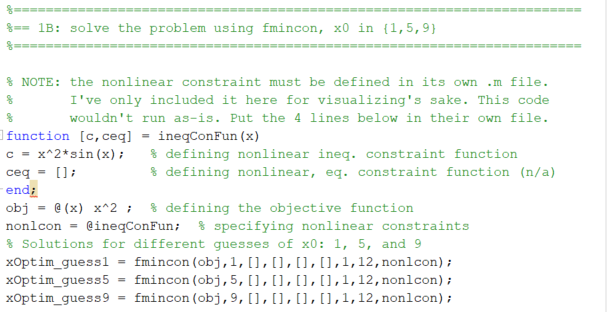 %========================================================================
%== 1B: solve the problem using fmincon, x0 in {1,5,9}
%========================================================================
% NOTE: the nonlinear constraint must be defined in its own .m file.
%       I've only included it here for visualizing's sake. This code
%       wouldn't run as-is. Put the 4 lines below in their own file.
function [c,ceq] = ineqConFun(x)
c = x^2*sin(x);   % defining nonlinear ineq. constraint function
ceq = [];         % defining nonlinear, eq. constraint function (n/a)
end;
obj = @(x) x^2 ;  % defining the objective function
nonlcon = @ineqConFun;  % specifying nonlinear constraints
% Solutions for different guesses of x0: 1, 5, and 9
xOptim_guess1 = fmincon(obj,1,[],[],[],[],1,12,nonlcon);
xOptim_guess5 = fmincon(obj,5,[],[],[],[],1,12,nonlcon);
xOptim_guess9 = fmincon(obj,9,[],[],[],[],1,12,nonlcon);